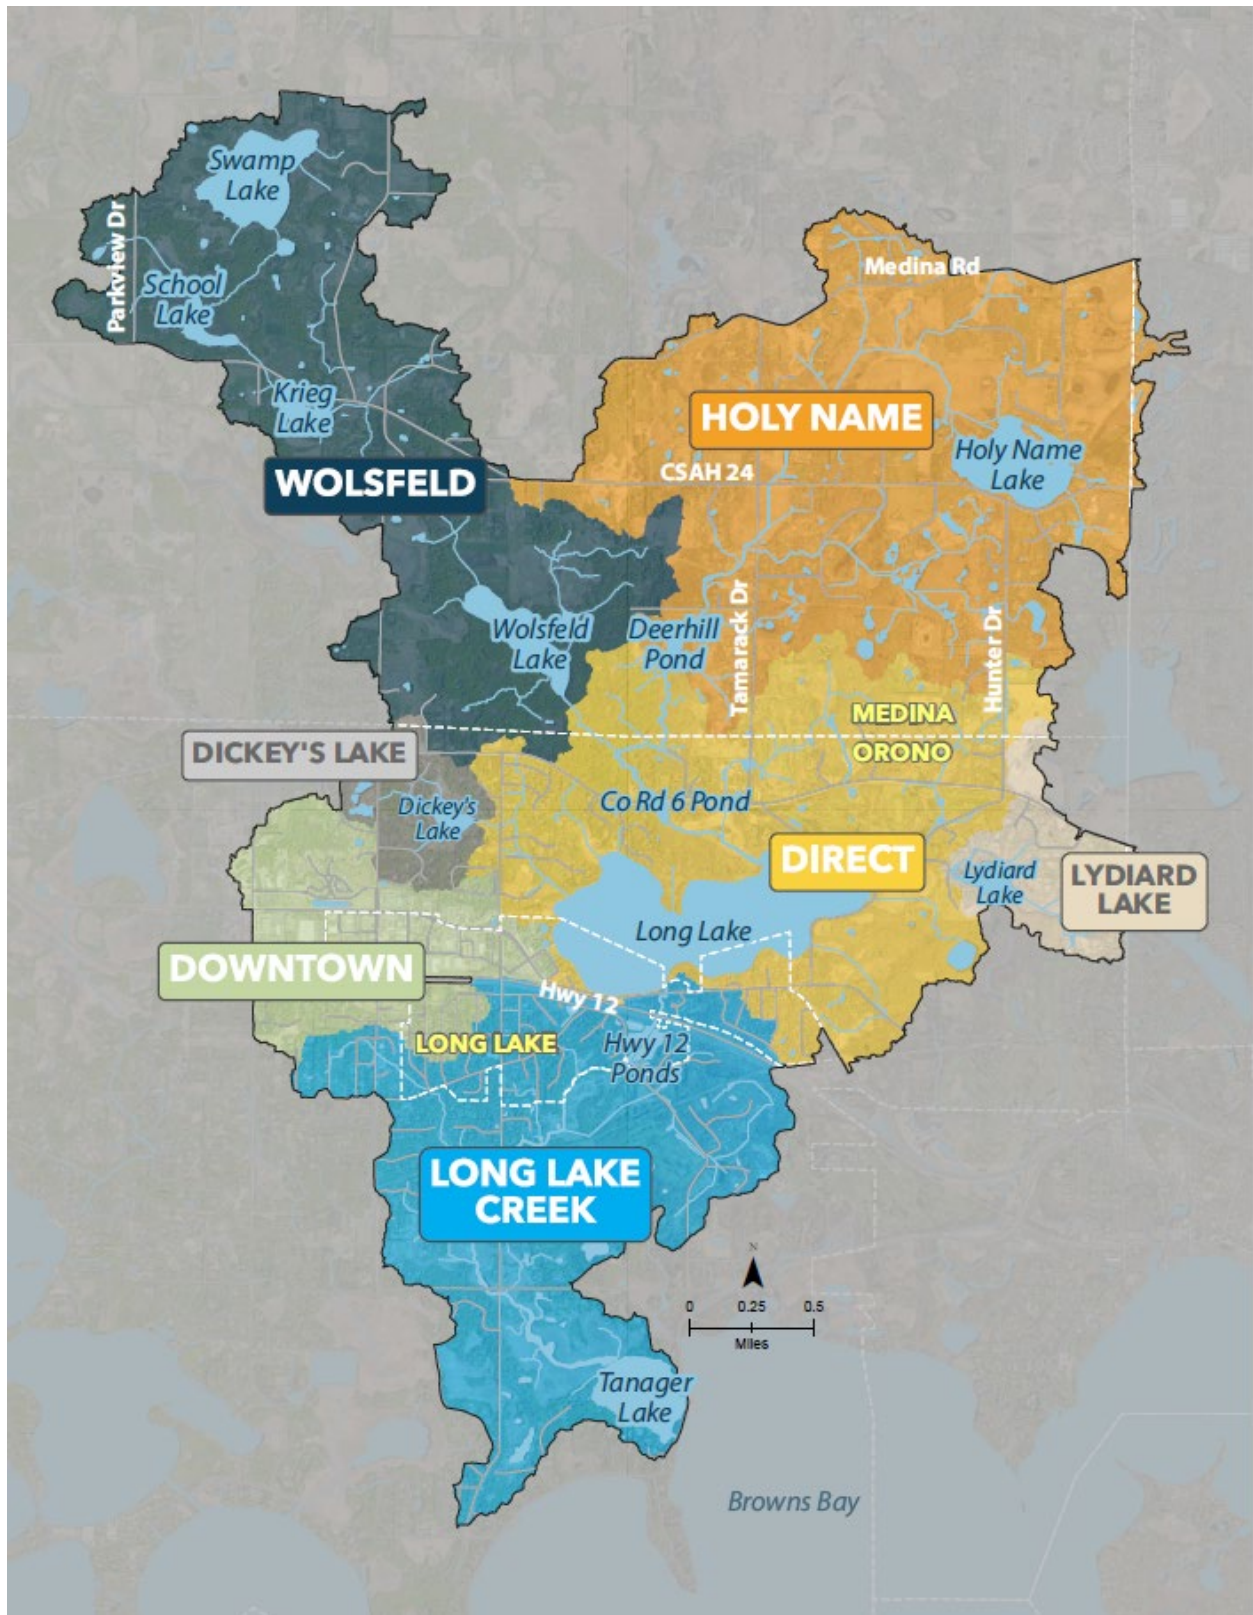 Swamp
Lake
Parkview Dr
School
Lake
Medina Rd
Krieg
Lake
HOLY NAME
Holy Name
Lake
CSAH 24
WOLSFELD
Wolsfeld
Lake
Deerhill
Pond
Tamarack Dr
Hunter Dr
MEDINA
ORONO
DICKEY'S LAKE
Dickey's
Lake
Co Rd 6 Pond
DIRECT
Lydiard
Lake
LYDIARD
LAKE
Long Lake
DOWNTOWN
Hwy 12
LONG LAKE
Hwy 12
Ponds
LONG LAKE
CREEK
N
0 0.25 0.5
Miles
Tanager
Lake
Browns Bay